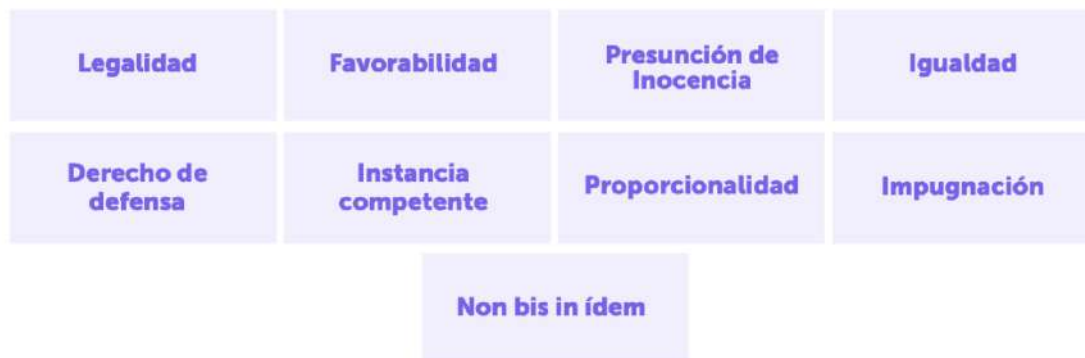 Legalidad
Favorabilidad
Presunción de
Inocencia
Igualdad
Derecho de
defensa
Instancia
competente
Proporcionalidad
Impugnación
Non bis in ídem